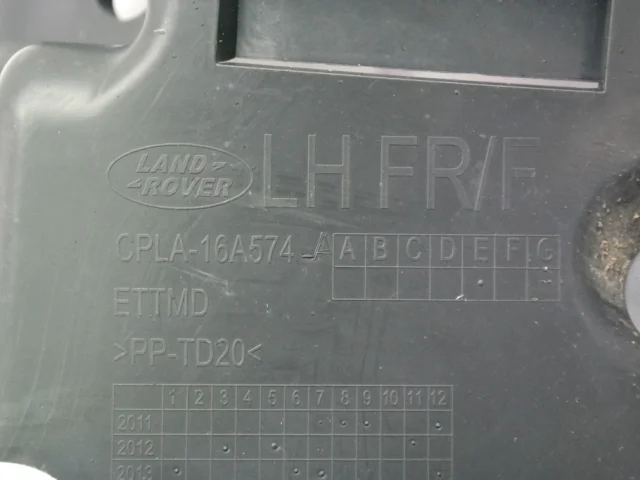 LAND ROVER LH FR/F
CPLA-16A574-A A B C D E F G
ETTMD
>PP-TD20<
1 2 3 4 5 6 7 8 9 10 11 12
2011
2012
2013